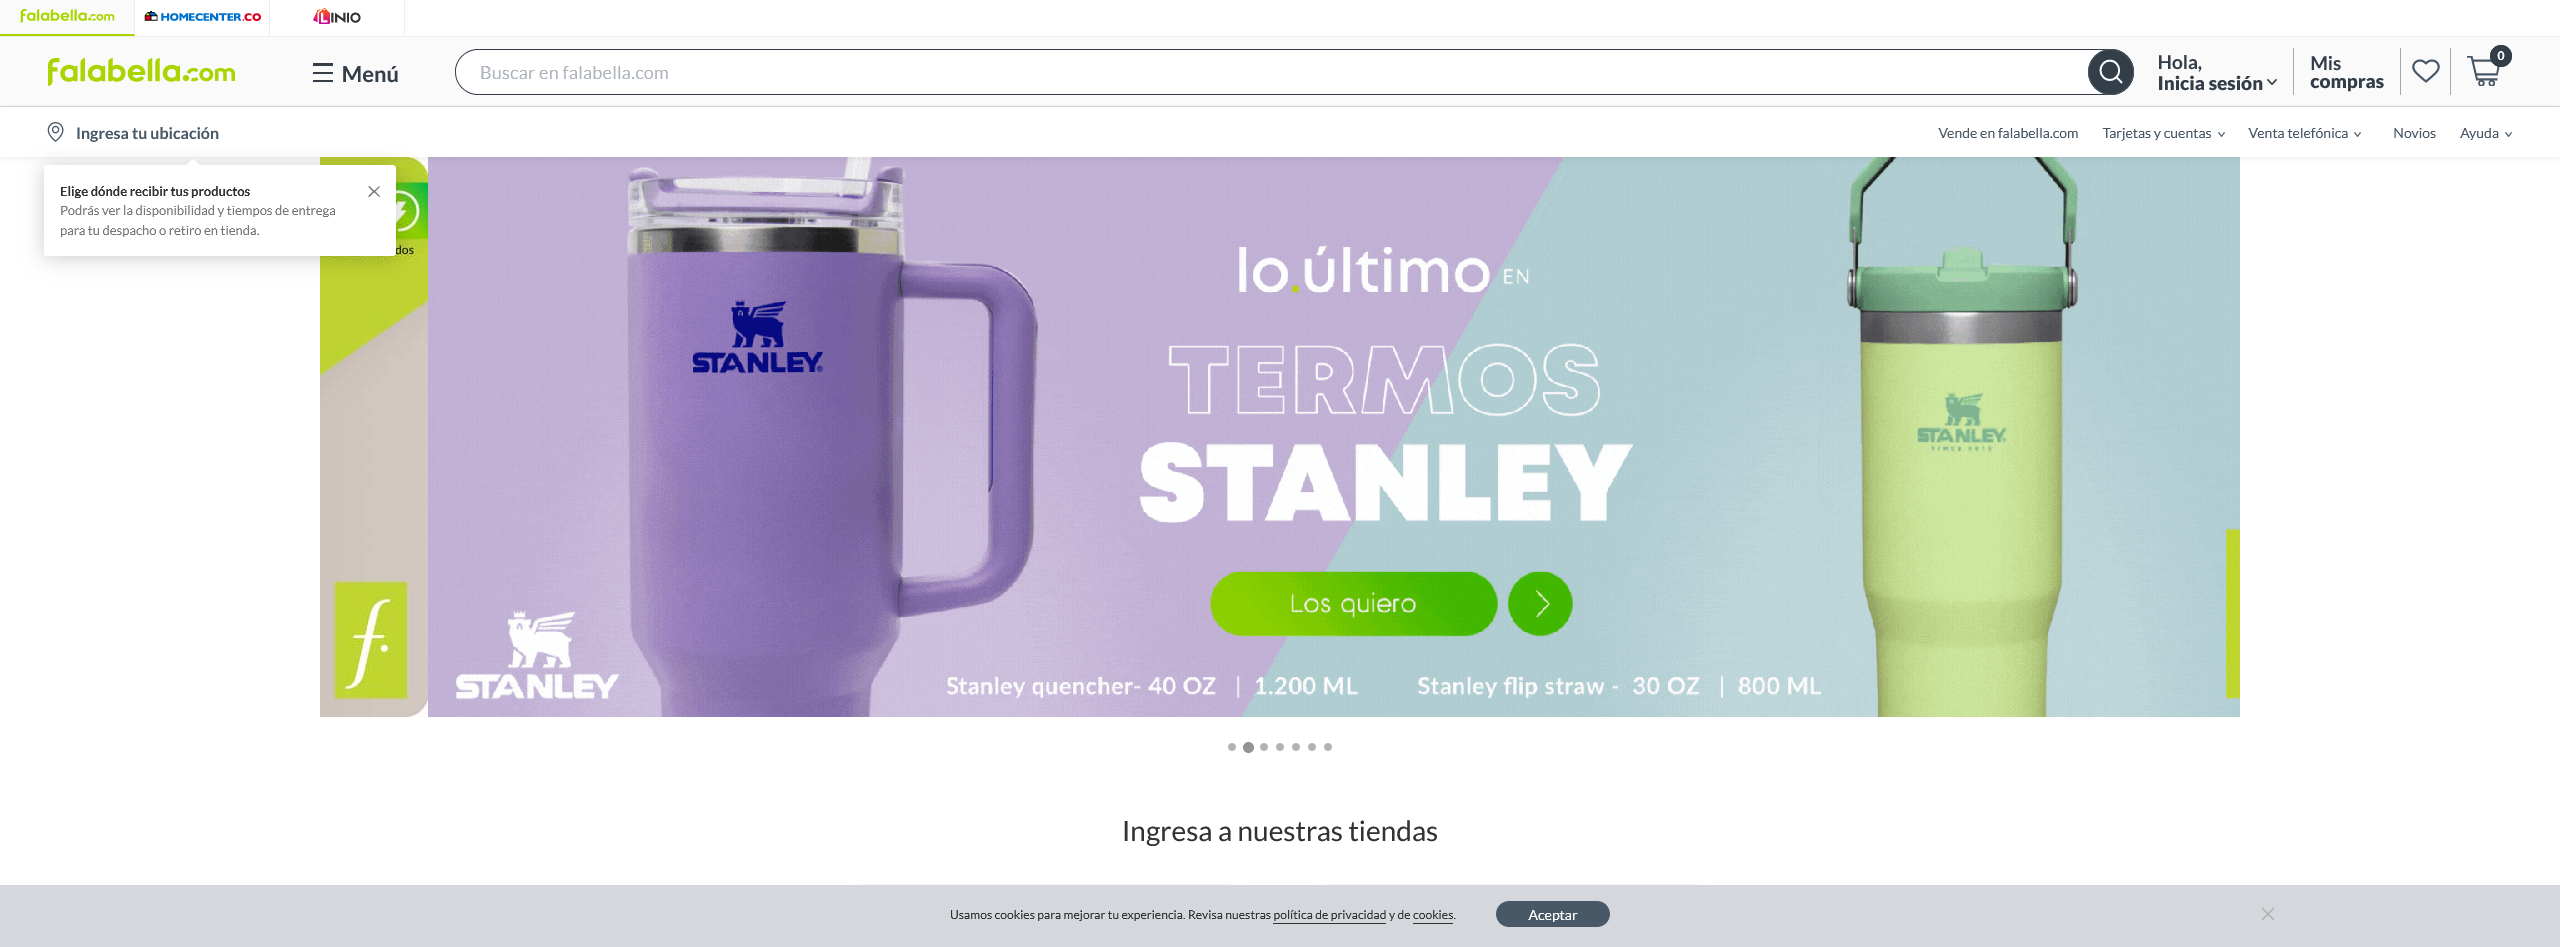 falabella.com
HOMECENTER.CO
LINIO
falabella.com
Menú
Buscar en falabella.com
Hola,
Inicia sesión
Mis
compras
0
Ingresa tu ubicación
Vende en falabella.com
Tarjetas y cuentas
Venta telefónica
Novios
Ayuda
Elige dónde recibir tus productos
Podrás ver la disponibilidad y tiempos de entrega
para tu despacho o retiro en tienda.
dos
lo.último EN
TERMOS
STANLEY
Los quiero
STANLEY®
STANLEY
SINCE 1913
f.
STANLEY
Stanley quencher- 40 OZ | 1.200 ML
Stanley flip straw - 30 OZ | 800 ML
Ingresa a nuestras tiendas
Usamos cookies para mejorar tu experiencia. Revisa nuestras política de privacidad y de cookies.
Aceptar